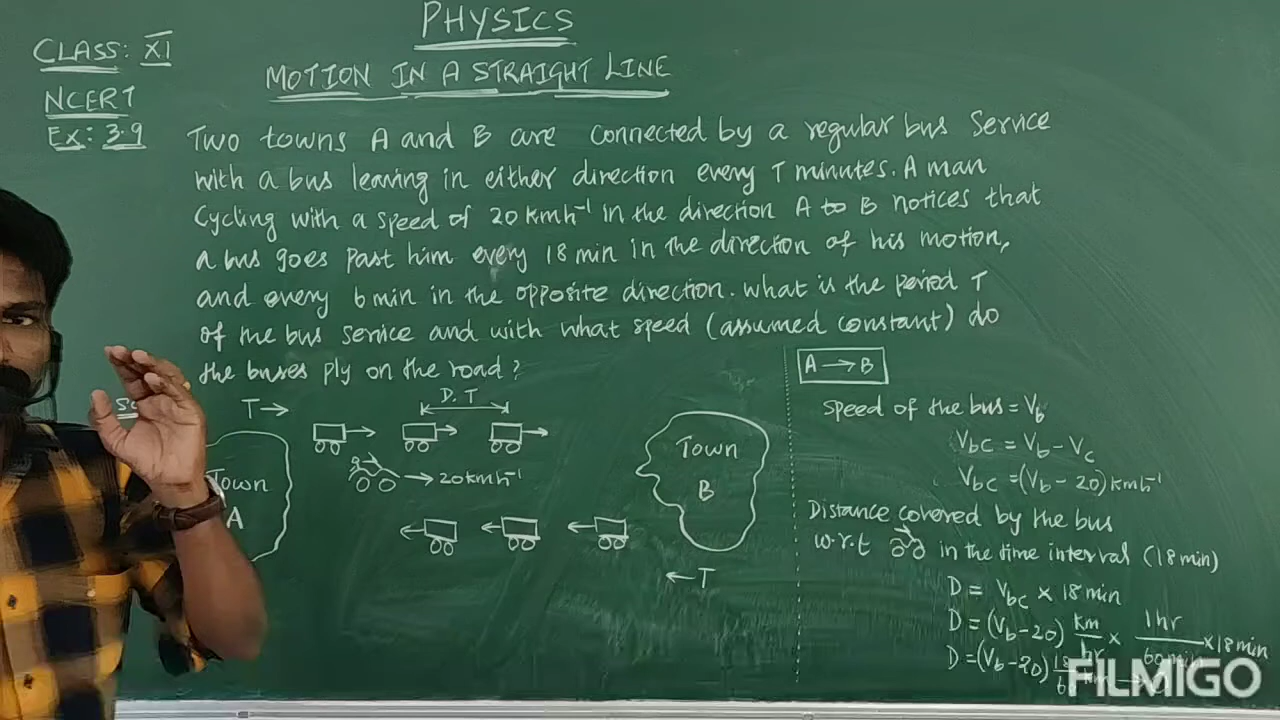 PHYSICS
CLASS: XI
MOTION IN A STRAIGHT LINE
NCERT
Ex: 3.9
Two towns A and B are connected by a regular bus service
with a bus leaving in either direction every T minutes. A man
cycling with a speed of 20 kmh⁻¹ in the direction A to B notices that
a bus goes past him every 18 min in the direction of his motion,
and every 6 min in the opposite direction. What is the period T
of the bus service and with what speed (assumed constant) do
the buses ply on the road?
T →
D.T
20 kmh⁻¹
Town
A
Town
B
← T
A → B
Speed of the bus = V_b
V_bc = V_b - V_c
V_bc = (V_b - 20) kmh⁻¹
Distance covered by the bus
w.r.t in the time interval (18 min)
D = V_bc × 18 min
D = (V_b - 20) km/hr × 1hr/60 min × 18 min
D = (V_b - 20)
FILMIGO